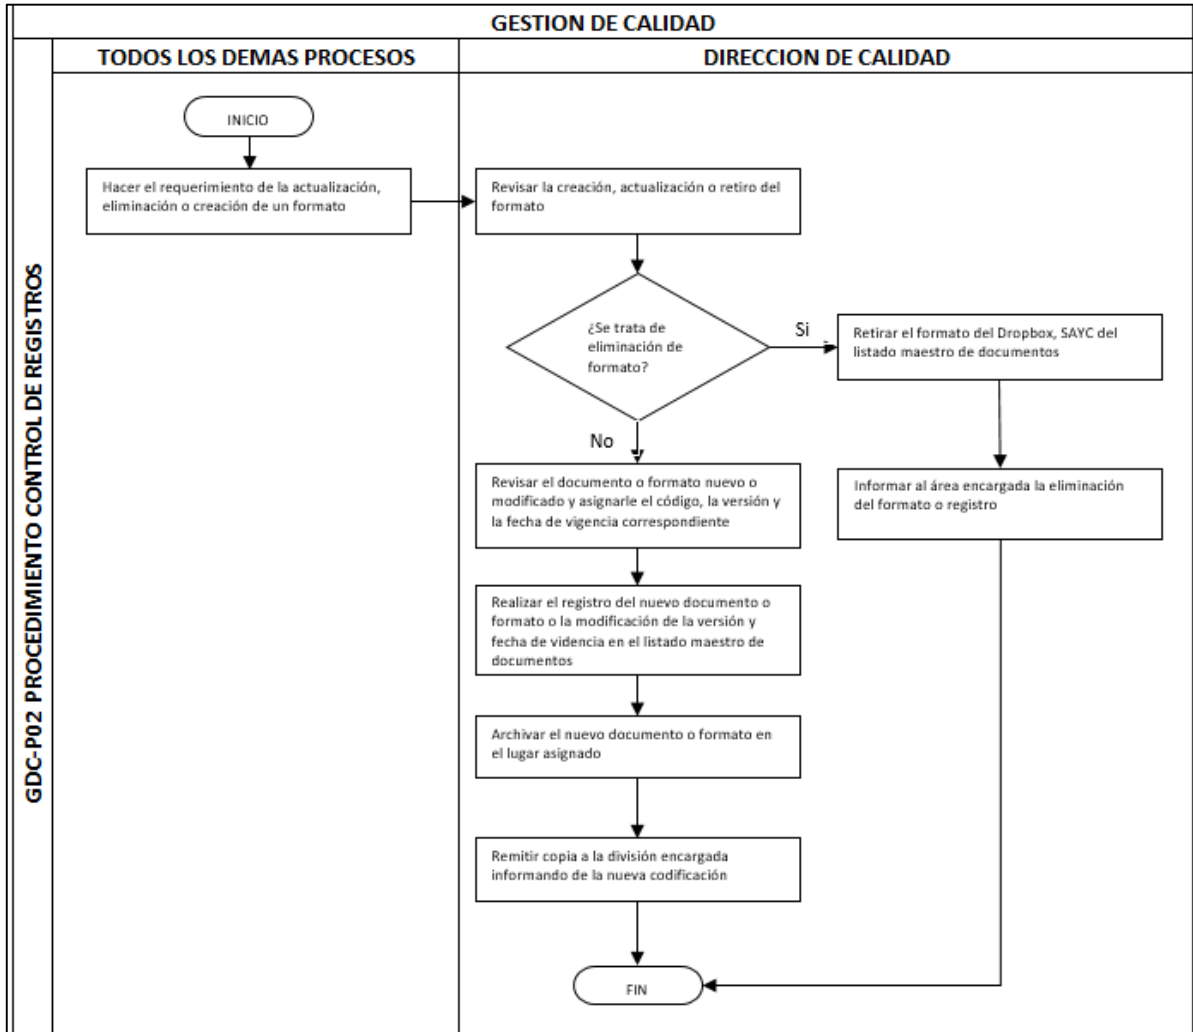 GESTION DE CALIDAD
TODOS LOS DEMAS PROCESOS
DIRECCION DE CALIDAD
GDC-P02 PROCEDIMIENTO CONTROL DE REGISTROS
INICIO
Hacer el requerimiento de la actualización,
eliminación o creación de un formato
Revisar la creación, actualización o retiro del
formato
¿Se trata de
eliminación de
formato?
Si
Retirar el formato del Dropbox, SAYC del
listado maestro de documentos
No
Revisar el documento o formato nuevo o
modificado y asignarle el código, la versión y
la fecha de vigencia correspondiente
Informar al área encargada la eliminación
del formato o registro
Realizar el registro del nuevo documento o
formato o la modificación de la versión y
fecha de videncia en el listado maestro de
documentos
Archivar el nuevo documento o formato en
el lugar asignado
Remitir copia a la división encargada
informando de la nueva codificación
FIN